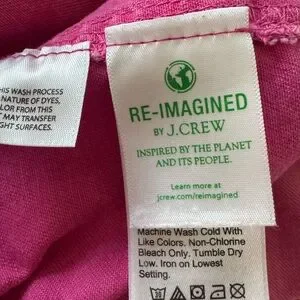 HIS WASH PROCESS
NATURE OF DYES,
OLOR FROM THIS
MAY TRANSFER
GHT SURFACES.
RE-IMAGINED
BY J.CREW
INSPIRED BY THE PLANET
AND ITS PEOPLE.
Learn more at
jcrew.com/reimagined
Machine Wash Cold With
Like Colors. Non-Chlorine
Bleach Only. Tumble Dry
Low. Iron on Lowest
Setting.